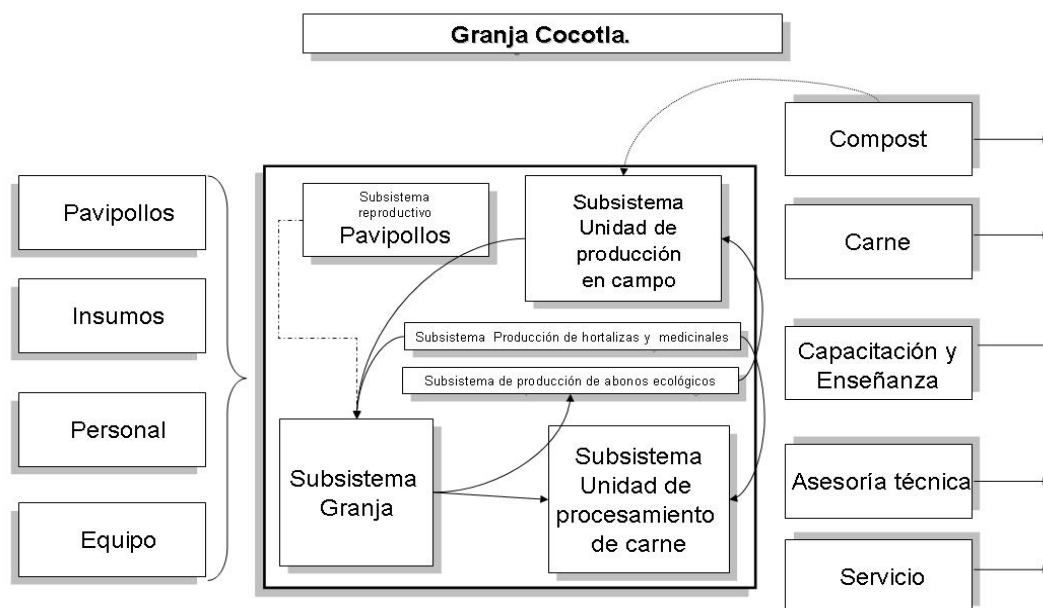 Granja Cocotla.
Pavipollos
Insumos
Personal
Equipo
Subsistema
reproductivo
Pavipollos
Subsistema
Unidad de
producción
en campo
Subsistema Producción de hortalizas y medicinales
Subsistema de producción de abonos ecológicos
Subsistema
Granja
Subsistema
Unidad de
procesamiento
de carne
Compost
Carne
Capacitación y
Enseñanza
Asesoría técnica
Servicio